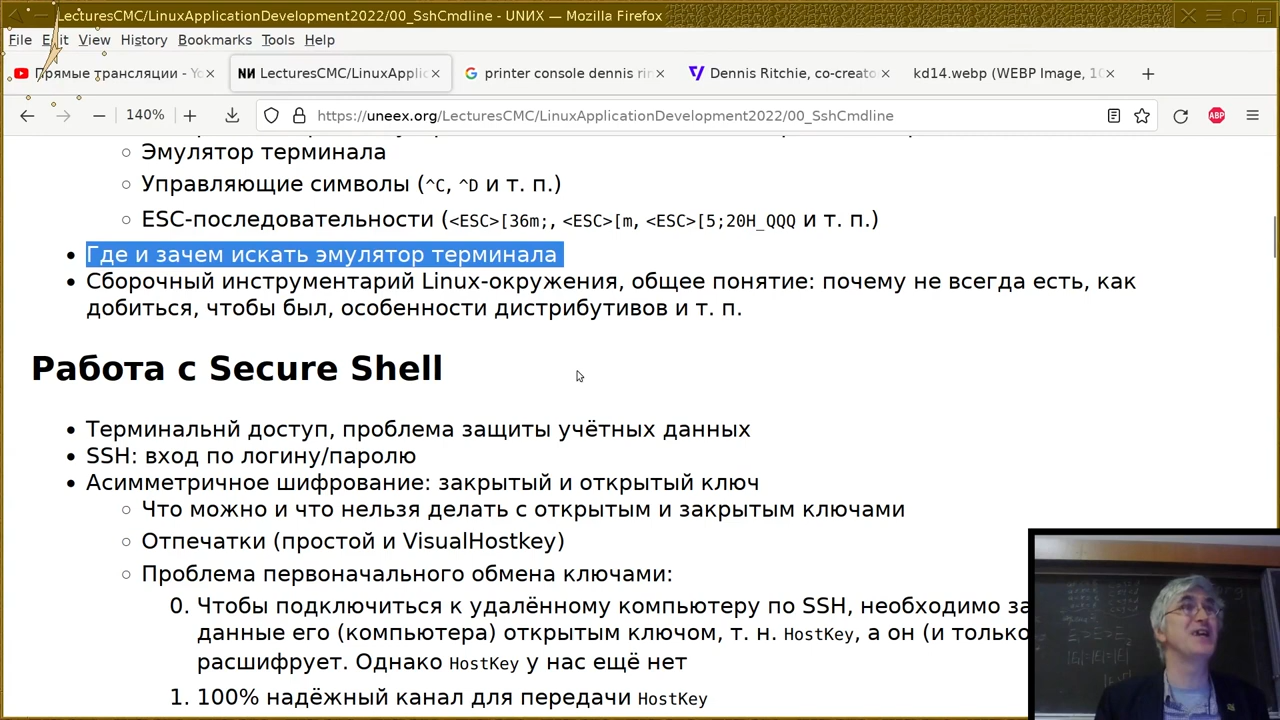 LecturesCMC/LinuxApplicationDevelopment2022/00_SshCmdline - UNИX — Mozilla Firefox
File Edit View History Bookmarks Tools Help
Прямые трансляции - Yo
NИ LecturesCMC/LinuxApplic
printer console dennis rin
Dennis Ritchie, co-creato
kd14.webp (WEBP Image, 10
140%
https://uneex.org/LecturesCMC/LinuxApplicationDevelopment2022/00_SshCmdline
ABP
Эмулятор терминала
Управляющие символы (^C, ^D и т. п.)
ESC-последовательности (<ESC>[36m;, <ESC>[m, <ESC>[5;20H_QQQ и т. п.)
Где и зачем искать эмулятор терминала
Сборочный инструментарий Linux-окружения, общее понятие: почему не всегда есть, как
добиться, чтобы был, особенности дистрибутивов и т. п.
Работа с Secure Shell
Терминальнй доступ, проблема защиты учётных данных
SSH: вход по логину/паролю
Асимметричное шифрование: закрытый и открытый ключ
Что можно и что нельзя делать с открытым и закрытым ключами
Отпечатки (простой и VisualHostkey)
Проблема первоначального обмена ключами:
0. Чтобы подключиться к удалённому компьютеру по SSH, необходимо за
данные его (компьютера) открытым ключом, т. н. HostKey, а он (и только
расшифрует. Однако HostKey у нас ещё нет
1. 100% надёжный канал для передачи HostKey